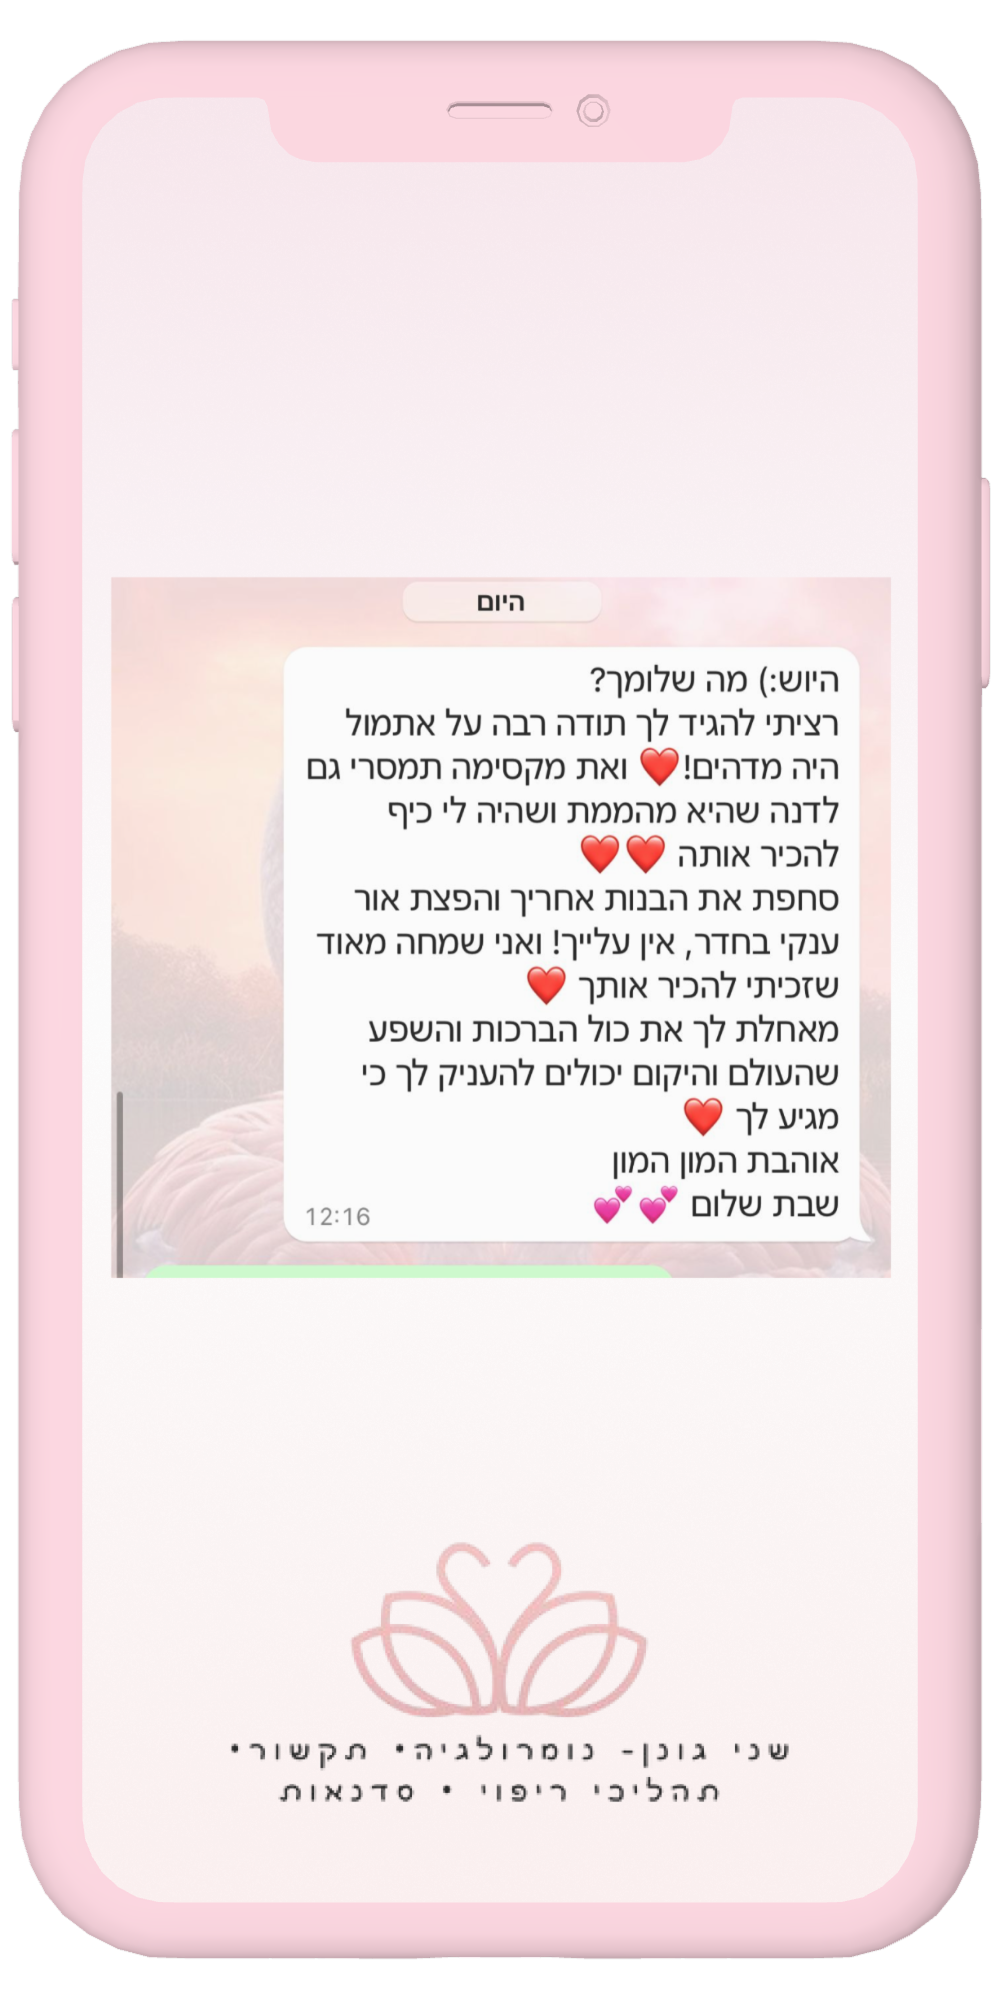 היום
היוש:) מה שלומך?
רציתי להגיד לך תודה רבה על אתמול
היה מדהים!❤️ ואת מקסימה תמסרי גם
לדנה שהיא מהממת ושהיה לי כיף
להכיר אותה ❤️❤️
סחפת את הבנות אחריך והפצת אור
ענקי בחדר, אין עלייך! ואני שמחה מאוד
שזכיתי להכיר אותך ❤️
מאחלת לך את כול הברכות והשפע
שהעולם והיקום יכולים להעניק לך כי
מגיע לך ❤️
אוהבת המון המון
שבת שלום 💕💕
12:16
שני גונן- נומרולגיה• תקשור•
תהליכי ריפוי • סדנאות